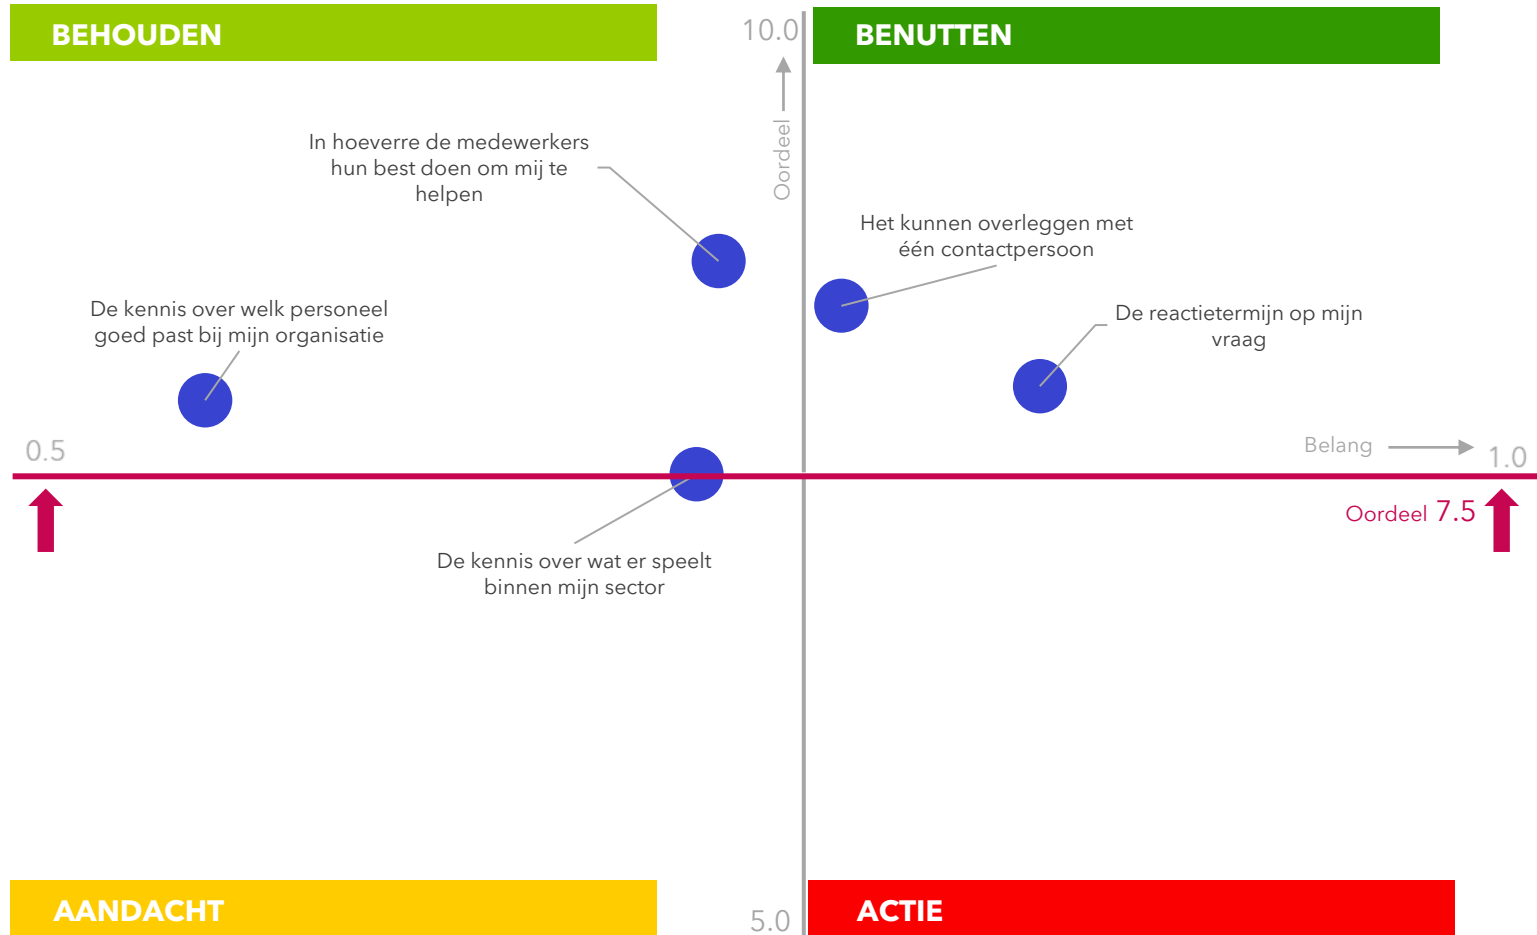 BEHOUDEN
10.0
BENUTTEN
Oordeel
In hoeverre de medewerkers
hun best doen om mij te
helpen
Het kunnen overleggen met
één contactpersoon
De kennis over welk personeel
goed past bij mijn organisatie
De reactietermijn op mijn
vraag
0.5
Belang
1.0
Oordeel 7.5
De kennis over wat er speelt
binnen mijn sector
AANDACHT
5.0
ACTIE